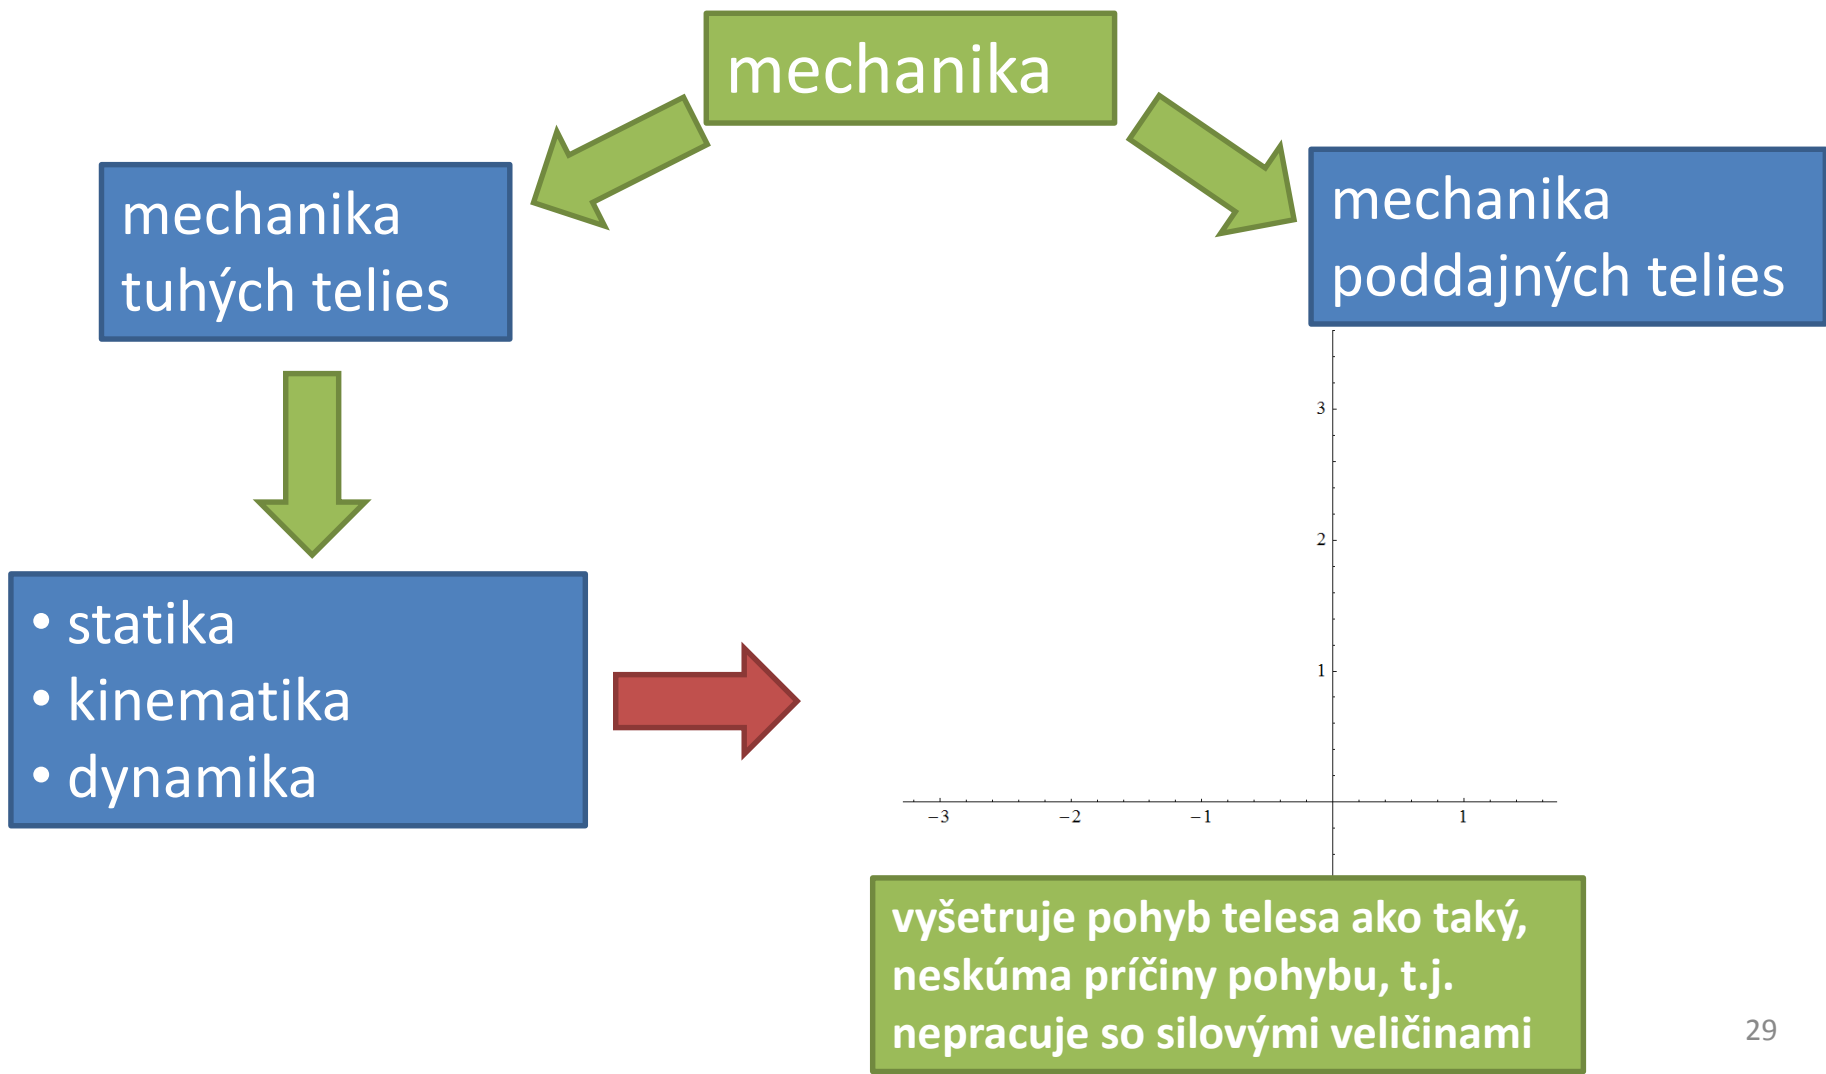 mechanika
mechanika
tuhých telies
mechanika
poddajných telies
• statika
• kinematika
• dynamika
3
2
1
−3 −2 −1 1
vyšetruje pohyb telesa ako taký,
neskúma príčiny pohybu, t.j.
nepracuje so silovými veličinami
29